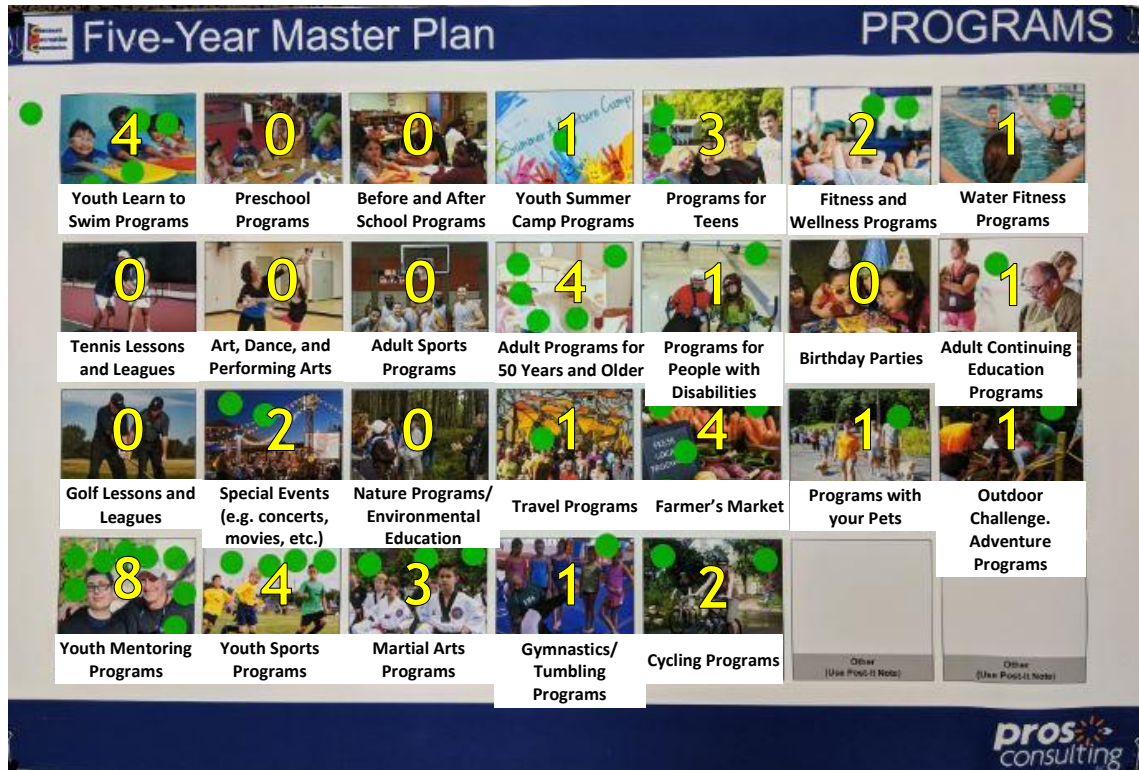 Five-Year Master Plan
PROGRAMS
4
0
0
1
3
2
1
Summer Adventure Camp
Youth Learn to
Swim Programs
Preschool
Programs
Before and After
School Programs
Youth Summer
Camp Programs
Programs for
Teens
Fitness and
Wellness Programs
Water Fitness
Programs
0
0
0
4
1
0
1
Tennis Lessons
and Leagues
Art, Dance, and
Performing Arts
Adult Sports
Programs
Adult Programs for
50 Years and Older
Programs for
People with
Disabilities
Birthday Parties
Adult Continuing
Education
Programs
0
2
0
1
4
1
1
FRESH
LOCAL
PRODUCE
Golf Lessons and
Leagues
Special Events
(e.g. concerts,
movies, etc.)
Nature Programs/
Environmental
Education
Travel Programs
Farmer's Market
Programs with
your Pets
Outdoor
Challenge.
Adventure
Programs
8
4
3
1
2
Youth Mentoring
Programs
Youth Sports
Programs
Martial Arts
Programs
Gymnastics/
Tumbling
Programs
Cycling Programs
Other
(Use Post-It Note)
Other
(Use Post-It Note)
pros
consulting